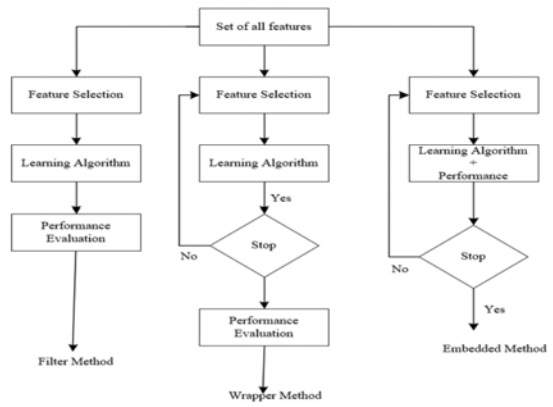 Set of all features
Feature Selection
Feature Selection
Feature Selection
Learning Algorithm
Learning Algorithm
Learning Algorithm
+
Performance
Yes
Performance
Evaluation
Stop
Stop
No
No
Yes
Performance
Evaluation
Filter Method
Embedded Method
Wrapper Method